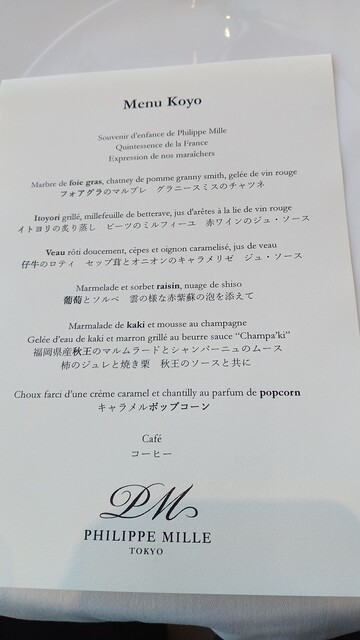 Menu Koyo
Souvenir d'enfance de Philippe Mille
Quintessence de la France
Expression de nos maraîchers
Marbre de foie gras, chatney de pomme granny smith, gelée de vin rouge
フォアグラのマルブレ グラニースミスのチャツネ
Itoyori grillé, millefeuille de betterave, jus d'arêtes à la lie de vin rouge
イトヨリの炙り蒸し ビーツのミルフィーユ 赤ワインのジュ・ソース
Veau rôti doucement, cèpes et oignon caramelisé, jus de veau
仔牛のロティ セップ茸とオニオンのキャラメリゼ ジュ・ソース
Marmelade et sorbet raisin, nuage de shiso
葡萄とソルベ 雲の様な赤紫蘇の泡を添えて
Marmalade de kaki et mousse au champagne
Gelée d'eau de kaki et marron grillé au beurre sauce “Champa'ki”
福岡県産秋王のマルムラードとシャンパーニュのムース
柿のジュレと焼き栗 秋王のソースと共に
Choux farci d'une crème caramel et chantilly au parfum de popcorn
キャラメルポップコーン
Café
コーヒー
PM
PHILIPPE MILLE
TOKYO